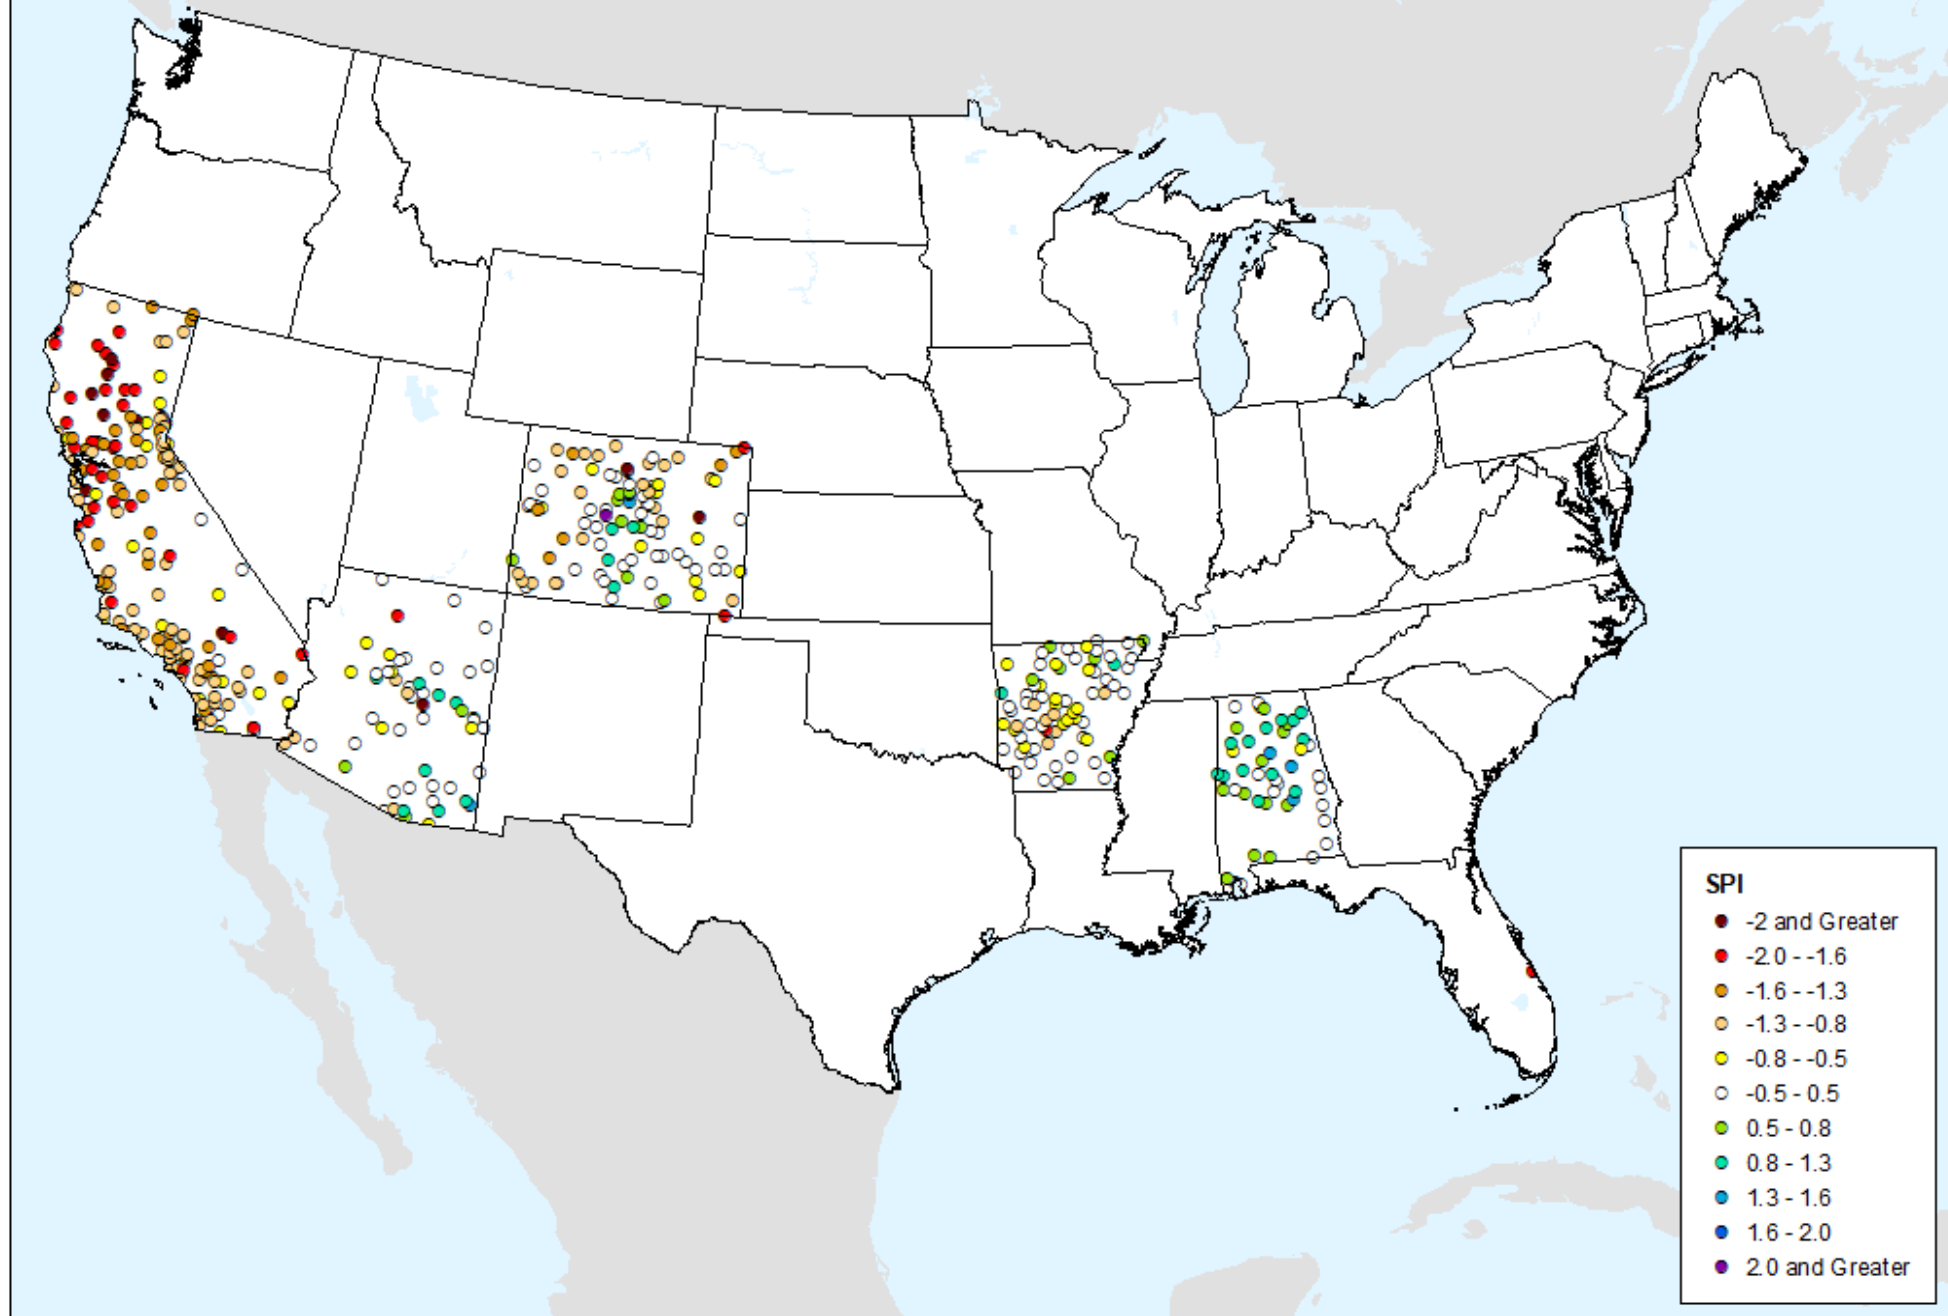 SPI
-2 and Greater
-2.0 - -1.6
-1.6 - -1.3
-1.3 - -0.8
-0.8 - -0.5
-0.5 - 0.5
0.5 - 0.8
0.8 - 1.3
1.3 - 1.6
1.6 - 2.0
2.0 and Greater